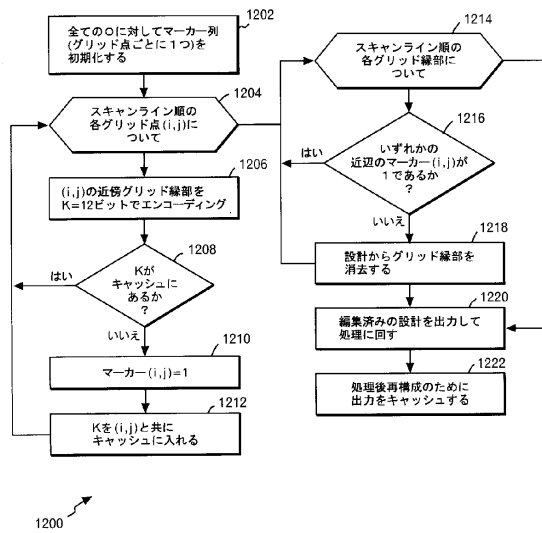 1202
全ての０に対してマーカー列
(グリッド点ごとに１つ)を
初期化する
1204
スキャンライン順の
各グリッド点(i,j)に
ついて
1206
(i,j)の近傍グリッド縁部を
K=12ビットでエンコーディング
1208
Kが
キャッシュに
あるか
?
はい
いいえ
1210
マーカー(i,j)=1
1212
Kを(i,j)と共に
キャッシュに入れる
1214
スキャンライン順の
各グリッド縁部に
ついて
1216
いずれかの
近辺のマーカー(i,j)が
1であるか
?
はい
いいえ
1218
設計からグリッド縁部を
消去する
1220
編集済みの設計を出力して
処理に回す
1222
処理後再構成のために
出力をキャッシュする
1200